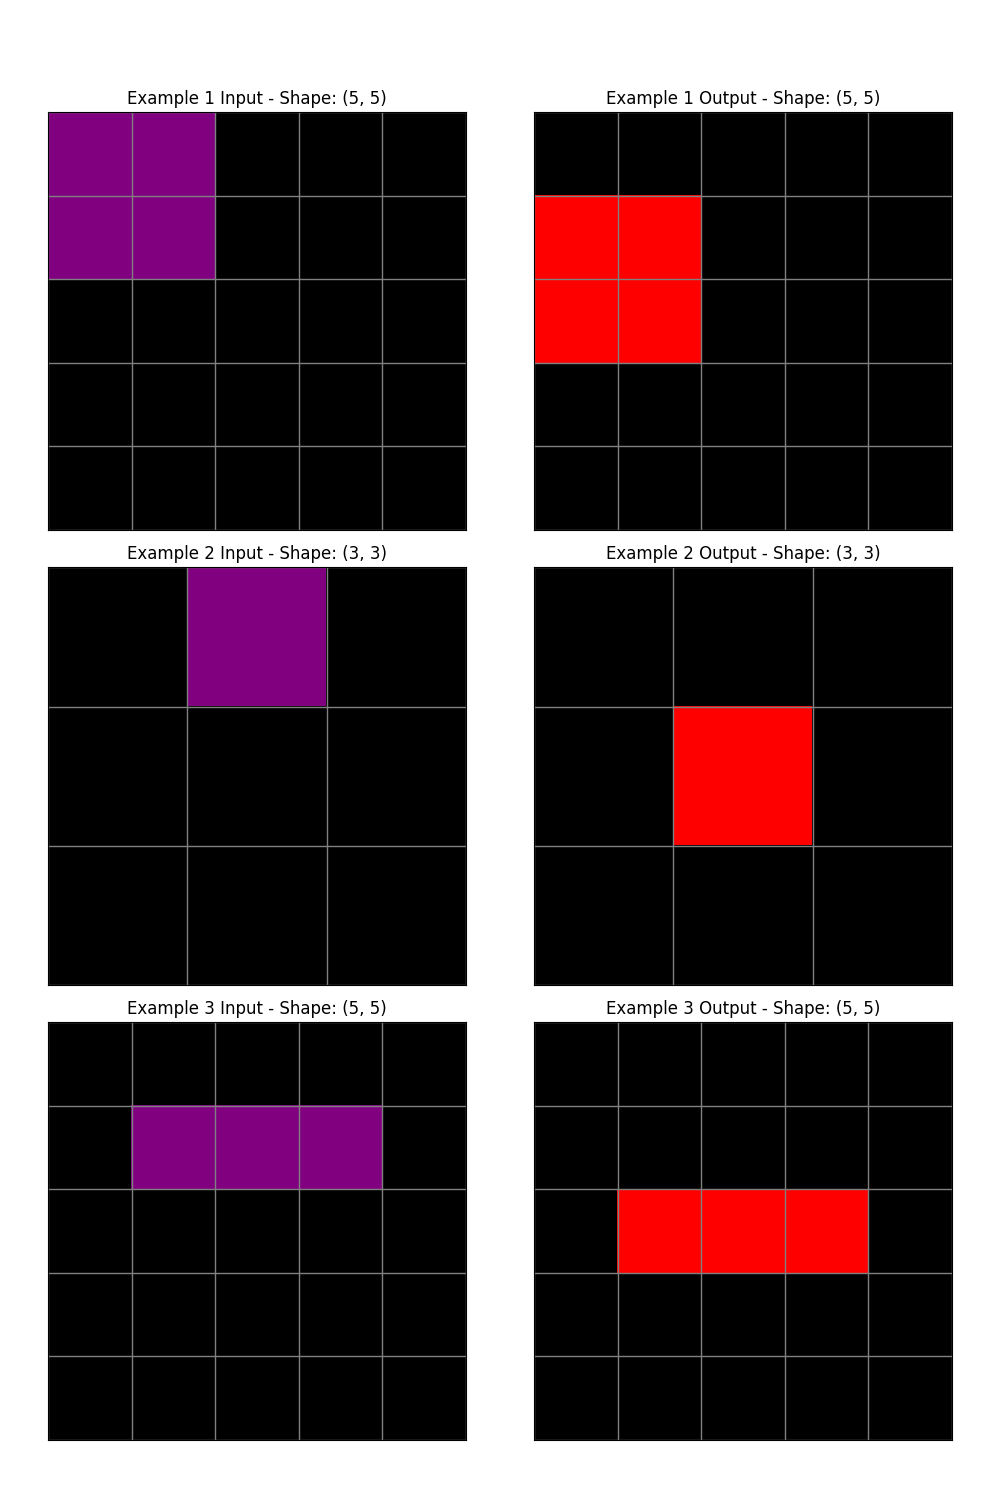 Example 1 Input - Shape: (5, 5)
Example 1 Output - Shape: (5, 5)
Example 2 Input - Shape: (3, 3)
Example 2 Output - Shape: (3, 3)
Example 3 Input - Shape: (5, 5)
Example 3 Output - Shape: (5, 5)